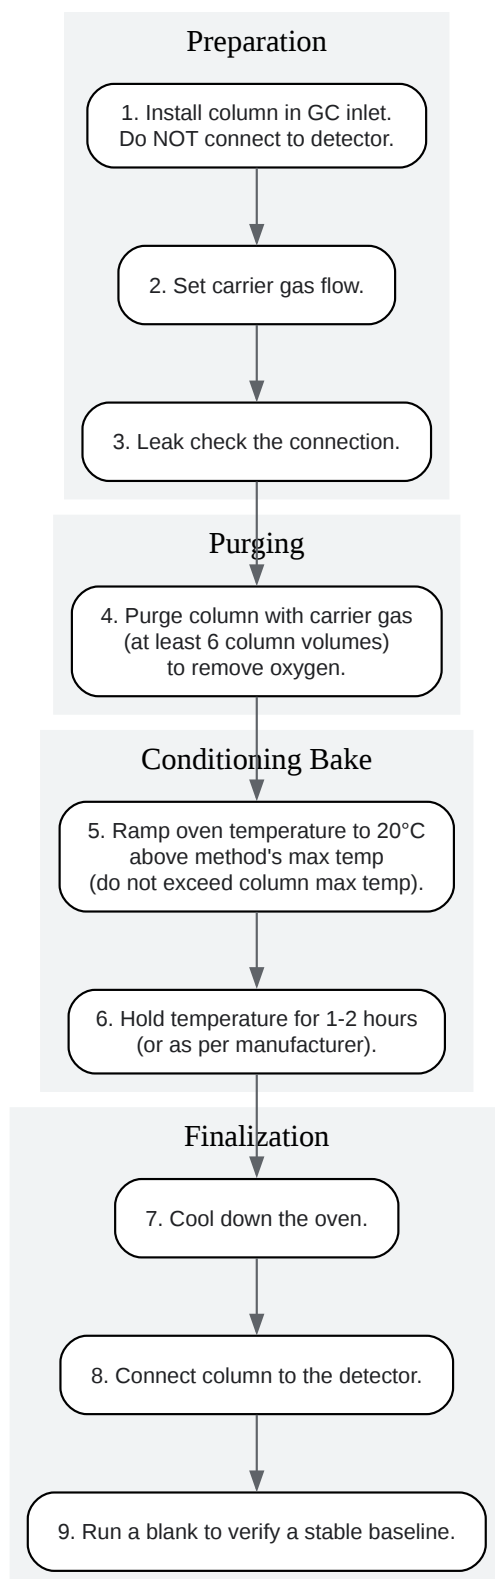 Preparation
1. Install column in GC inlet.
Do NOT connect to detector.
2. Set carrier gas flow.
3. Leak check the connection.
Purging
4. Purge column with carrier gas
(at least 6 column volumes)
to remove oxygen.
Conditioning Bake
5. Ramp oven temperature to 20°C
above method's max temp
(do not exceed column max temp).
6. Hold temperature for 1-2 hours
(or as per manufacturer).
Finalization
7. Cool down the oven.
8. Connect column to the detector.
9. Run a blank to verify a stable baseline.